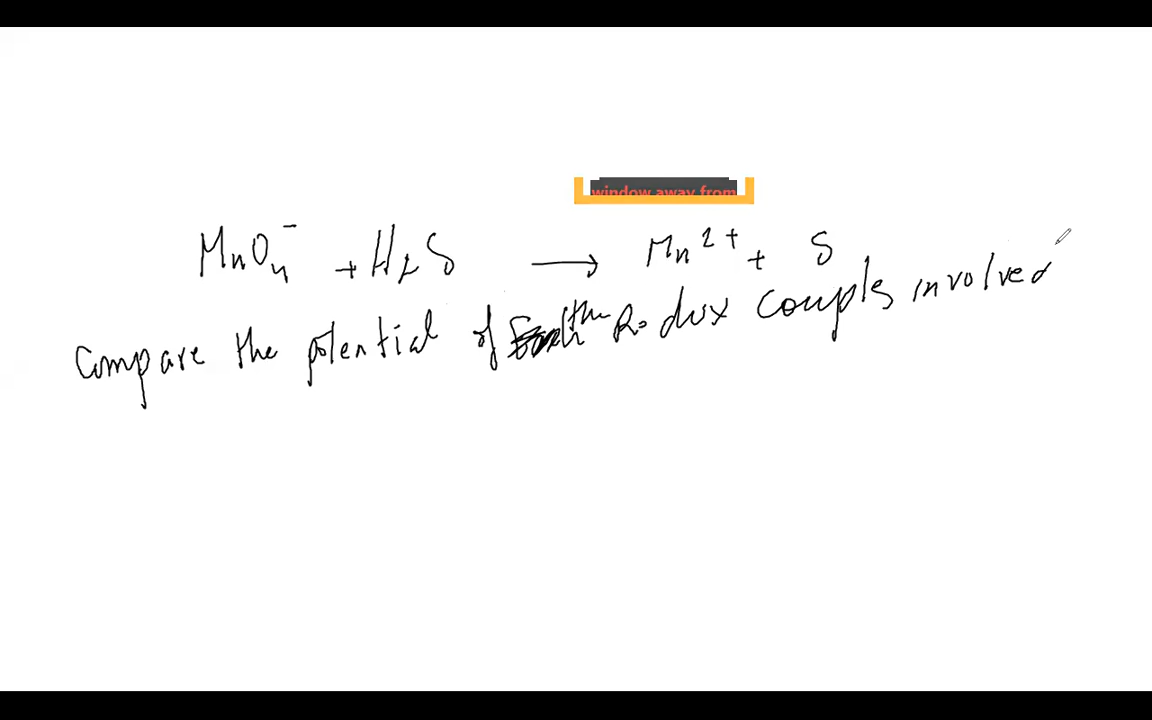 window away from
MnO₄⁻ + H₂S → Mn²⁺ + S
Compare the potential of the Redox couples involved